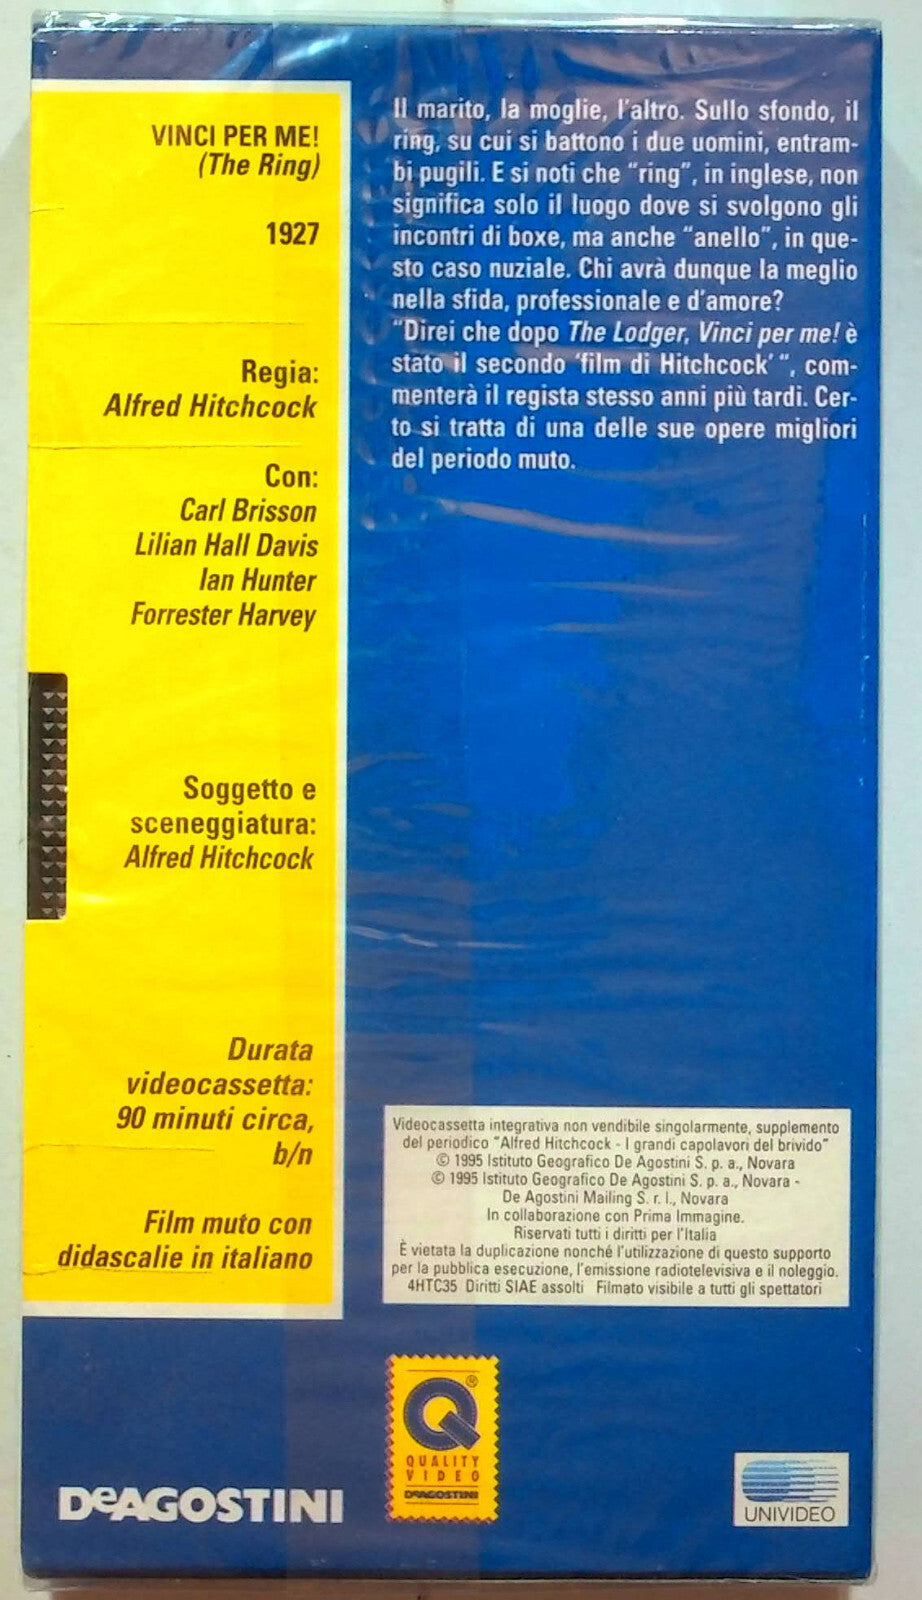 VINCI PER ME!
(The Ring)
1927
Regia:
Alfred Hitchcock
Con:
Carl Brisson
Lilian Hall Davis
Ian Hunter
Forrester Harvey
Soggetto e
sceneggiatura:
Alfred Hitchcock
Durata
videocassetta:
90 minuti circa,
b/n
Film muto con
didascalie in italiano
Il marito, la moglie, l'altro. Sullo sfondo, il
ring, su cui si battono i due uomini, entram-
bi pugili. E si noti che "ring", in inglese, non
significa solo il luogo dove si svolgono gli
incontri di boxe, ma anche "anello", in que-
sto caso nuziale. Chi avrà dunque la meglio
nella sfida, professionale e d'amore?
"Direi che dopo The Lodger, Vinci per me! è
stato il secondo 'film di Hitchcock' ", com-
menterà il regista stesso anni più tardi. Cer-
to si tratta di una delle sue opere migliori
del periodo muto.
Videocassetta integrativa non vendibile singolarmente, supplemento
del periodico "Alfred Hitchcock - I grandi capolavori del brivido"
© 1995 Istituto Geografico De Agostini S. p. a., Novara
© 1995 Istituto Geografico De Agostini S. p. a., Novara -
De Agostini Mailing S. r. l., Novara
In collaborazione con Prima Immagine.
Riservati tutti i diritti per l'Italia
È vietata la duplicazione nonché l'utilizzazione di questo supporto
per la pubblica esecuzione, l'emissione radiotelevisiva e il noleggio.
4HTC35 Diritti SIAE assolti Filmato visibile a tutti gli spettatori
DeAGOSTINI
Q ®
QUALITY
VIDEO
DeAGOSTINI
UNIVIDEO